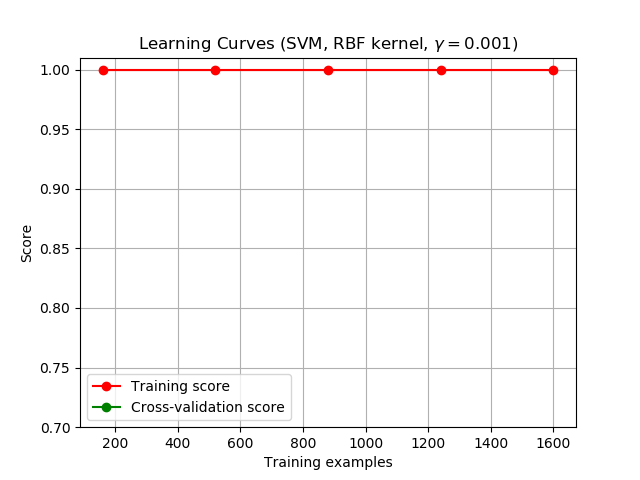 Learning Curves (SVM, RBF kernel, γ = 0.001)
1.00
0.95
0.90
0.85
0.80
0.75
0.70
Score
Training score
Cross-validation score
200 400 600 800 1000 1200 1400 1600
Training examples